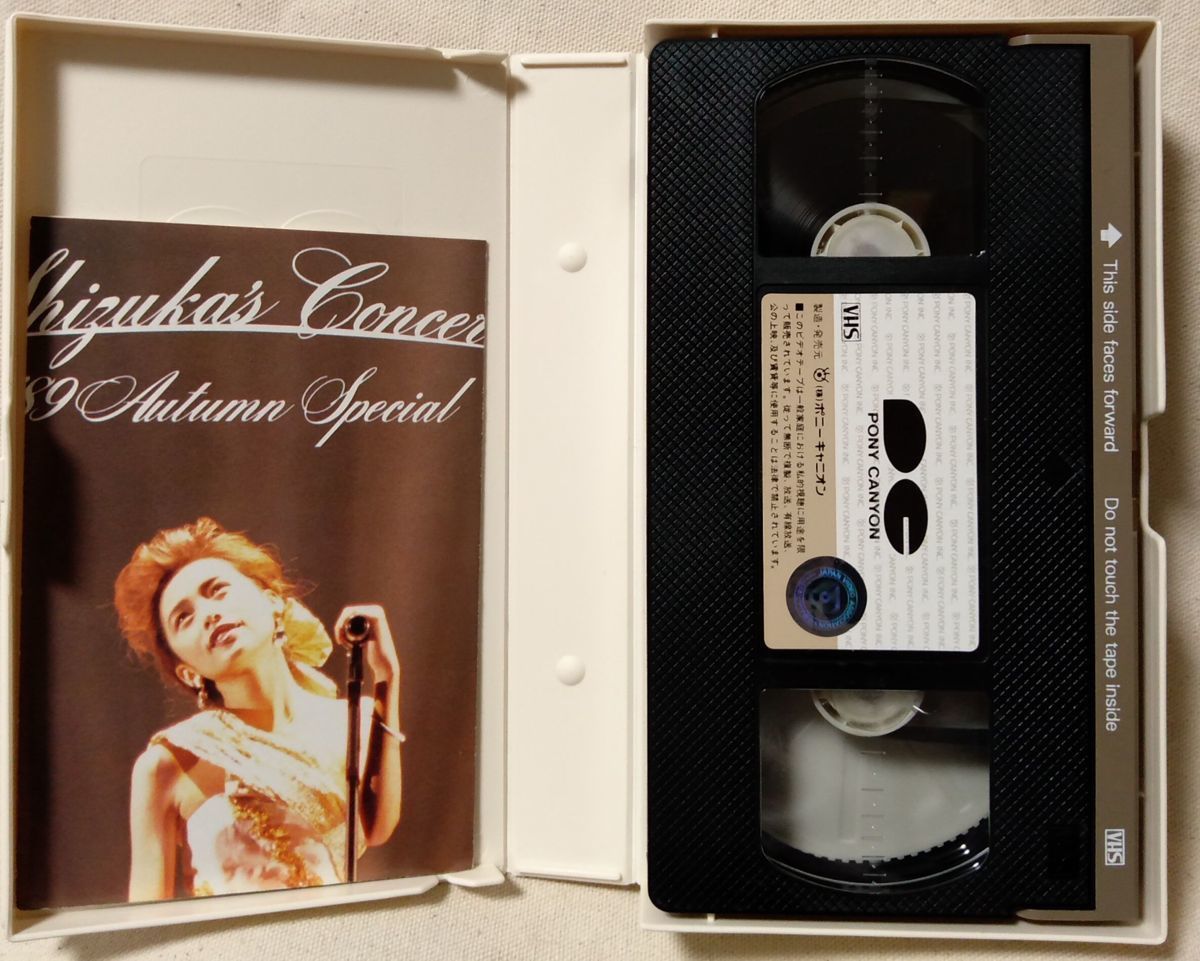 Shizuka's Concer
'89 Autumn Special
VHS
PONY CANYON
製造・発売元 (株)ポニーキャニオン
■このビデオテープは一般家庭における私的視聴に用途を限
って販売されています。従って無断で複製、放送、有線放送、
公の上映、及び賃貸等に使用することは法律で禁止されています。
This side faces forward Do not touch the tape inside
VHS